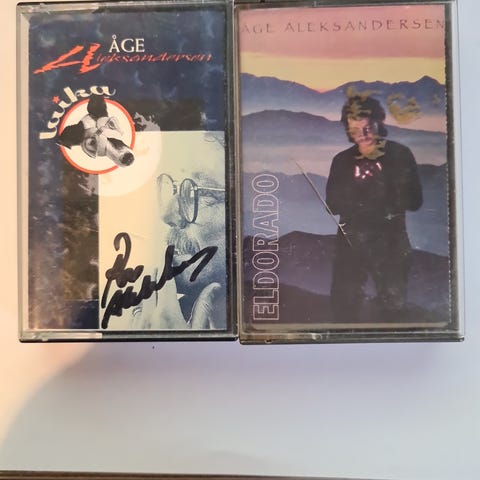 ÅGE
Aleksandersen
Laika
ÅGE ALEKSANDERSEN
ELDORADO